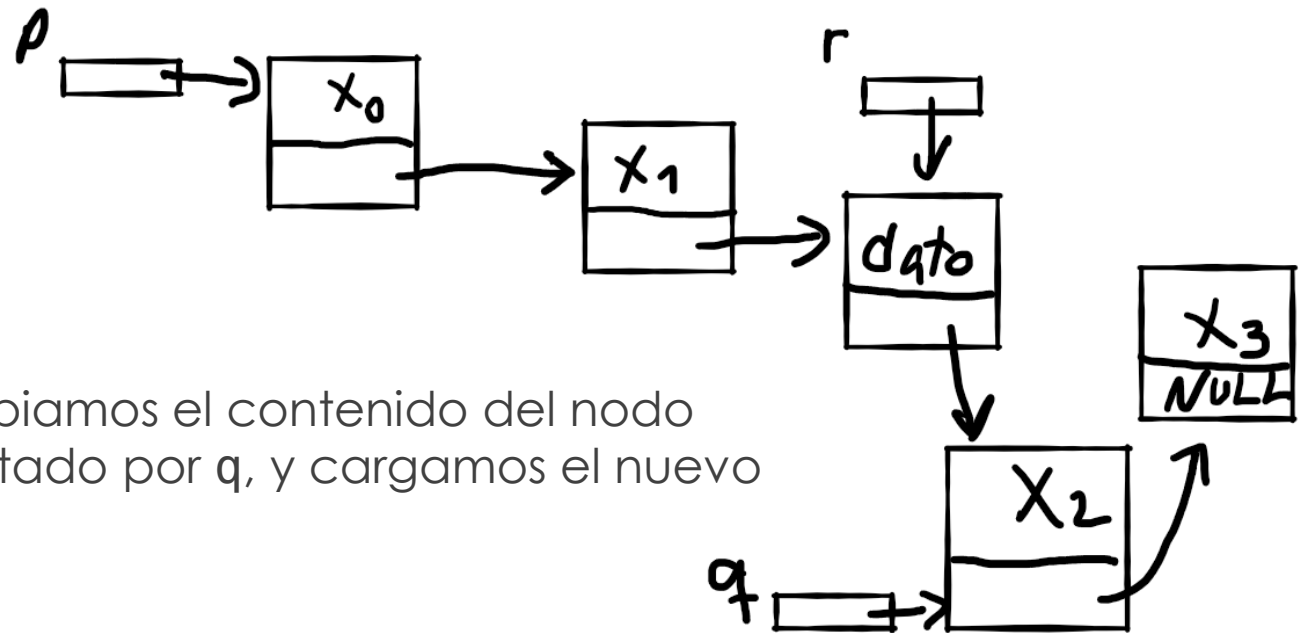 p
r
X0
X1
dato
X3
NULL
piamos el contenido del nodo
tado por q, y cargamos el nuevo
X2
q